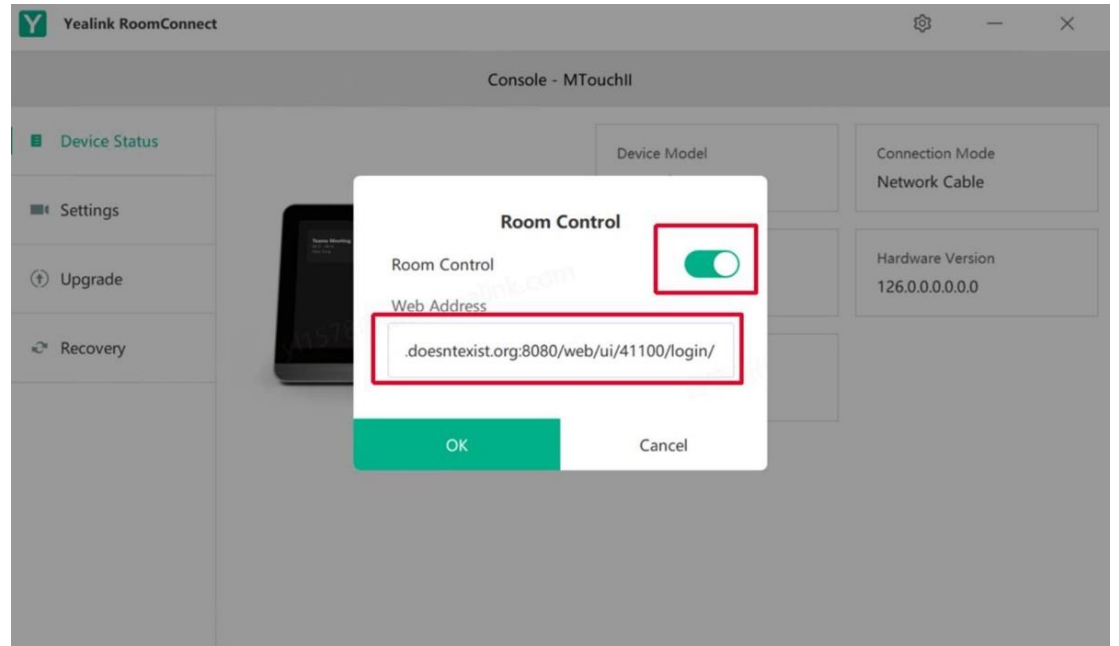 Y Yealink RoomConnect
Console - MTouchII
Device Status
Settings
Upgrade
Recovery
Device Model
Connection Mode
Network Cable
Hardware Version
126.0.0.0.0.0
Teams Meeting
Room Control
Room Control
Web Address
.doesntexist.org:8080/web/ui/41100/login/
OK
Cancel